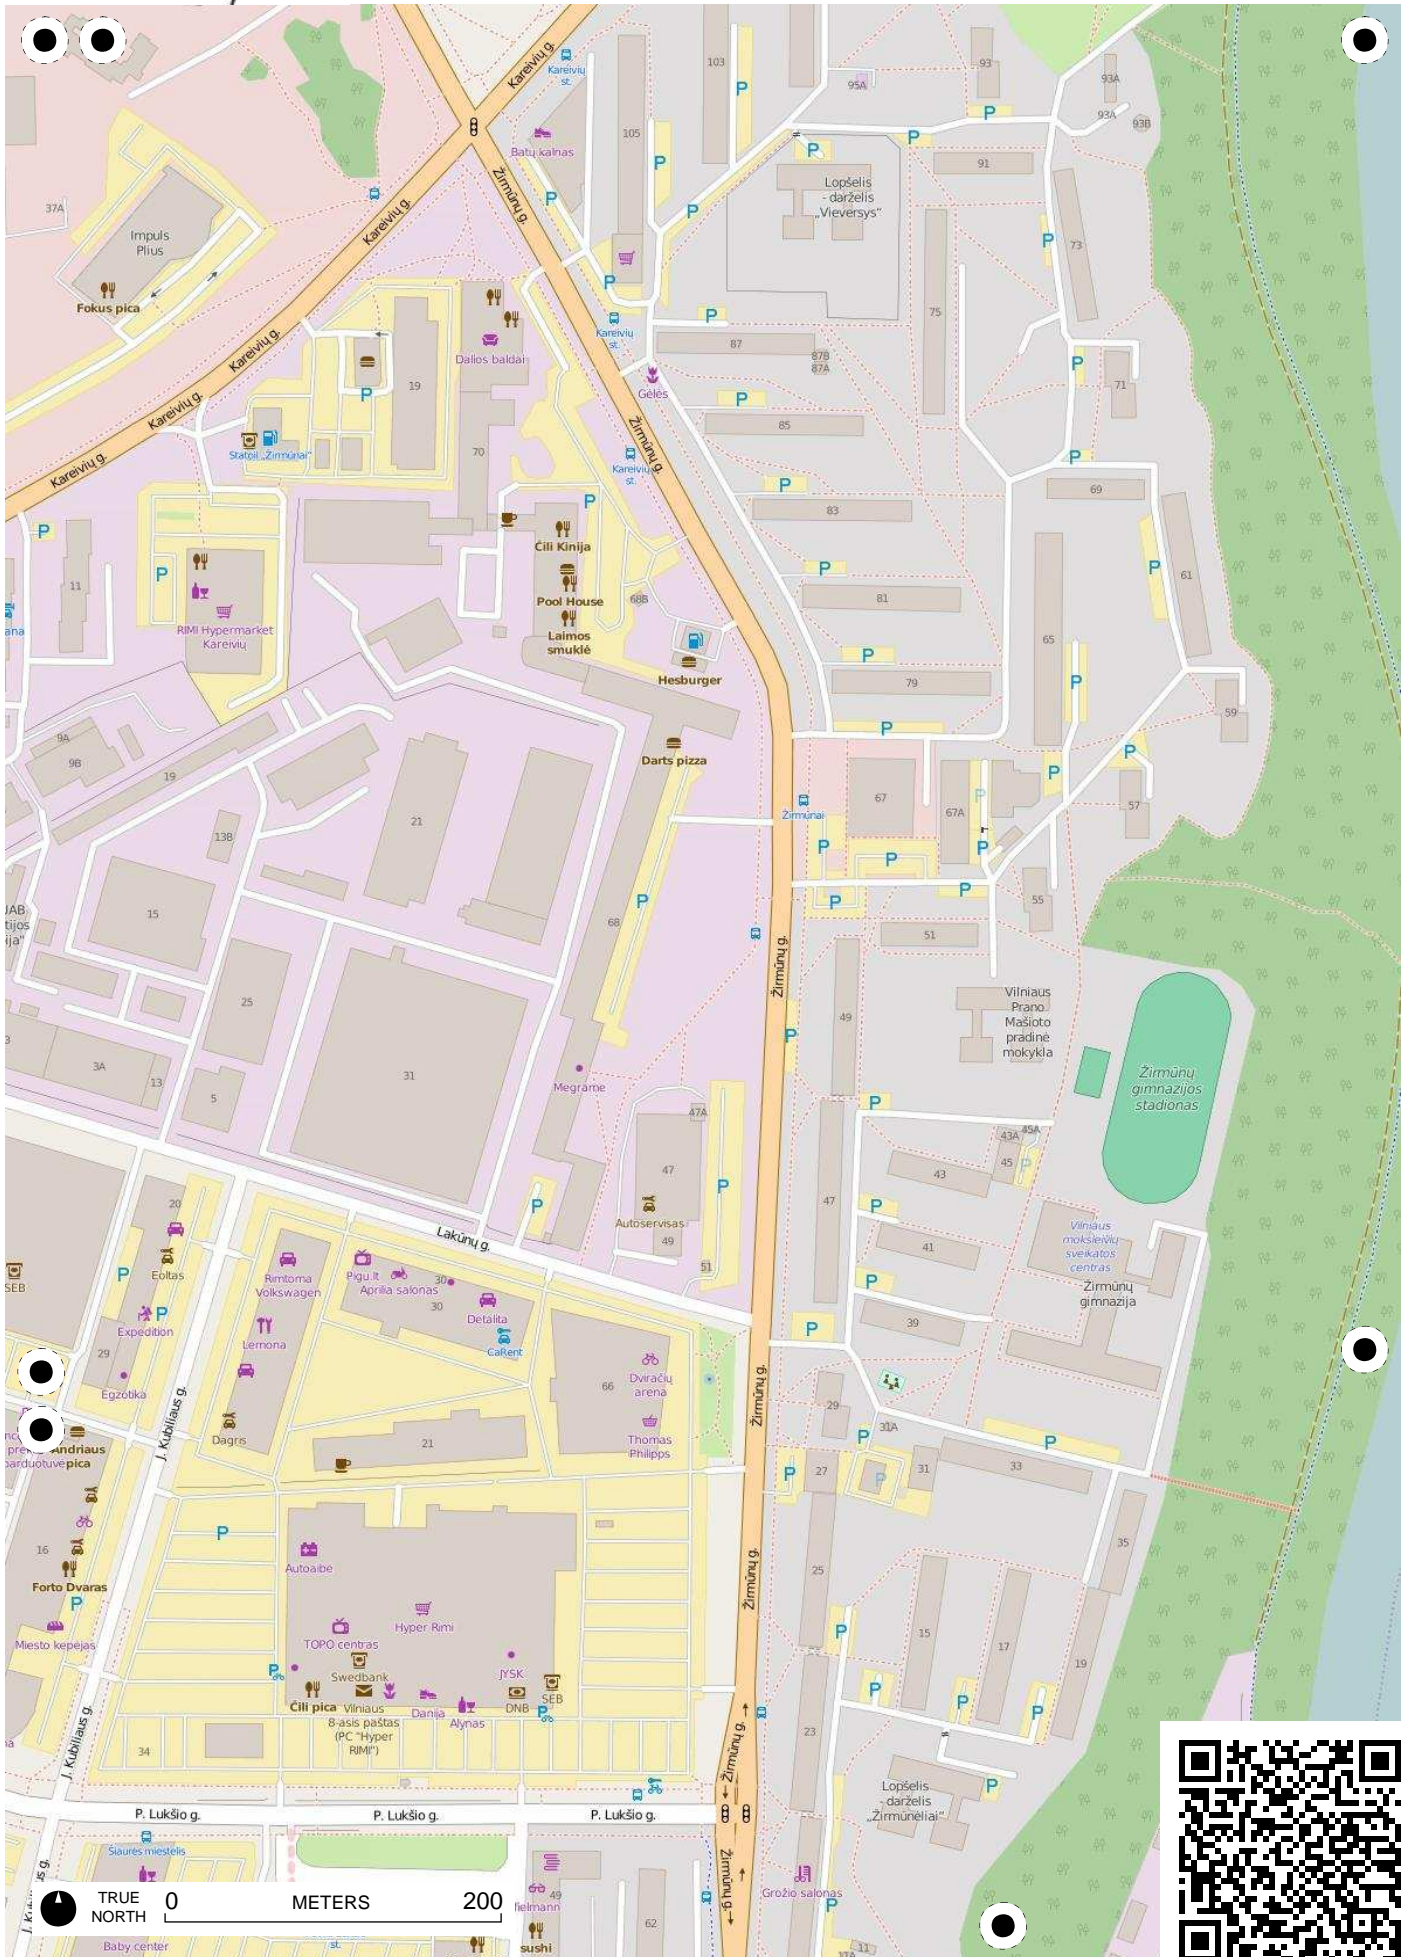 Kareivių g.
Kareivių
st.
103
95A
93
93A
93A
93B
P
105
Batų kalnas
P
P
P
P
P
91
Žirmūnų g.
Lopšelis
- darželis
„Vieversys“
37A
Impuls
Plius
Kareivių g.
P
P
P
73
Fokus pica
P
P
75
Kareivių
st.
Kareivių g.
Dalios baldai
87
87B
87A
P
19
P
Gėlės
71
P
Kareivių g.
85
Žirmūnų g.
Statoil „Žirmūnai“
70
Kareivių
st.
P
Kareivių g.
P
P
69
83
P
Čili Kinija
P
P
P
61
11
Pool House
68B
81
RIMI Hypermarket
Kareivių
Laimos
smuklė
65
P
Hesburger
79
P
59
9A
P
9B
Darts pizza
P
P
19
67
P
57
Žirmūnai
67A
13B
21
P
P
P
P
P
P
55
15
68
51
Žirmūnų g.
25
Vilniaus
Prano
Mašioto
pradinė
mokykla
49
P
3A
13
5
31
Megrame
Žirmūnų
gimnazijos
stadionas
47A
P
43A
45A
45
P
43
47
47
P
20
P
P
Autoservisas
Lakūnų g.
49
41
Vilniaus
moksleivių
sveikatos
centras
SEB
Eoltas
P
Rimtoma
Volkswagen
Pigu.lt
Aprilia salonas
30
30
51
P
Žirmūnų
gimnazija
P
Expedition
Detalita
P
39
Lemona
CaRent
29
Dviračių
arena
66
Egzotika
Žirmūnų g.
J. Kubiliaus g.
29
31A
Andriaus
pica
Dagris
21
Thomas
Philipps
P
P
27
P
P
31
33
16
P
Autoaibė
35
25
Forto Dvaras
P
Žirmūnų g.
Hyper Rimi
15
17
Miesto kepėjas
TOPO centras
P
19
P
Swedbank
JYSK
SEB
P
P
P
Čili pica
Vilniaus
8-asis paštas
(PC "Hyper
RIMI")
Danija
Alynas
DNB
P
J. Kubiliaus g.
34
Žirmūnų g.
23
P
Lopšelis
- darželis
„Žirmūnėliai“
P. Lukšio g.
P. Lukšio g.
P. Lukšio g.
Šiaurės miestelis
Žirmūnų g.
Grožio salonas
49
62
P
TRUE
NORTH
0
METERS
200
Baby center
st.
sushi
11